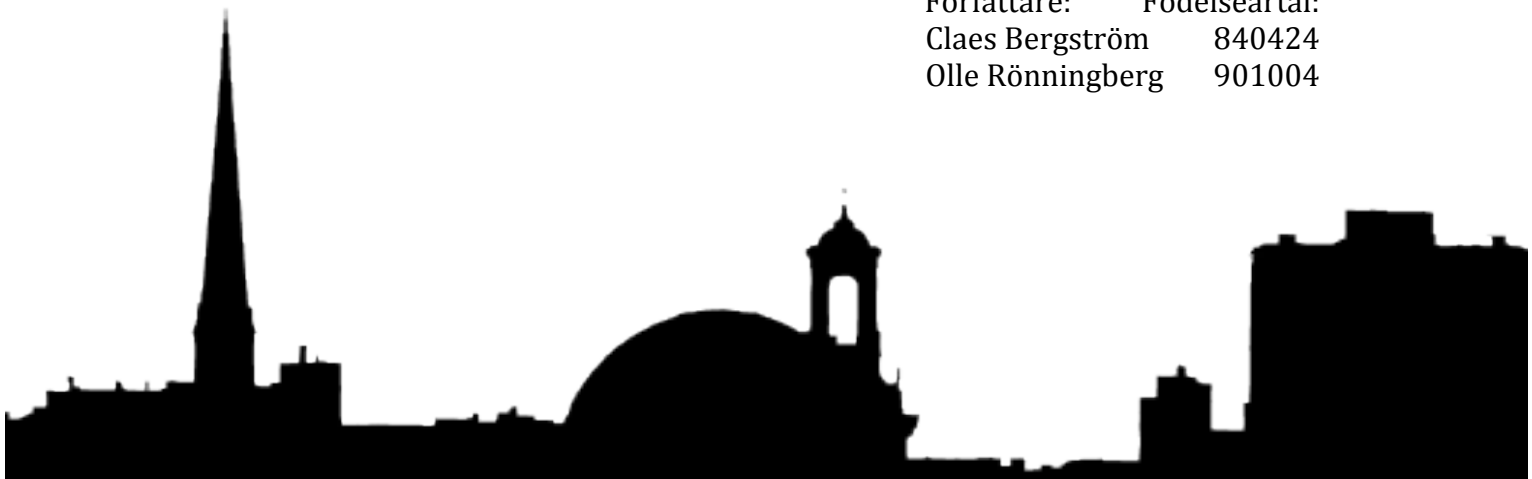 Författare: Födelseårtal:
Claes Bergström 840424
Olle Rönningberg 901004